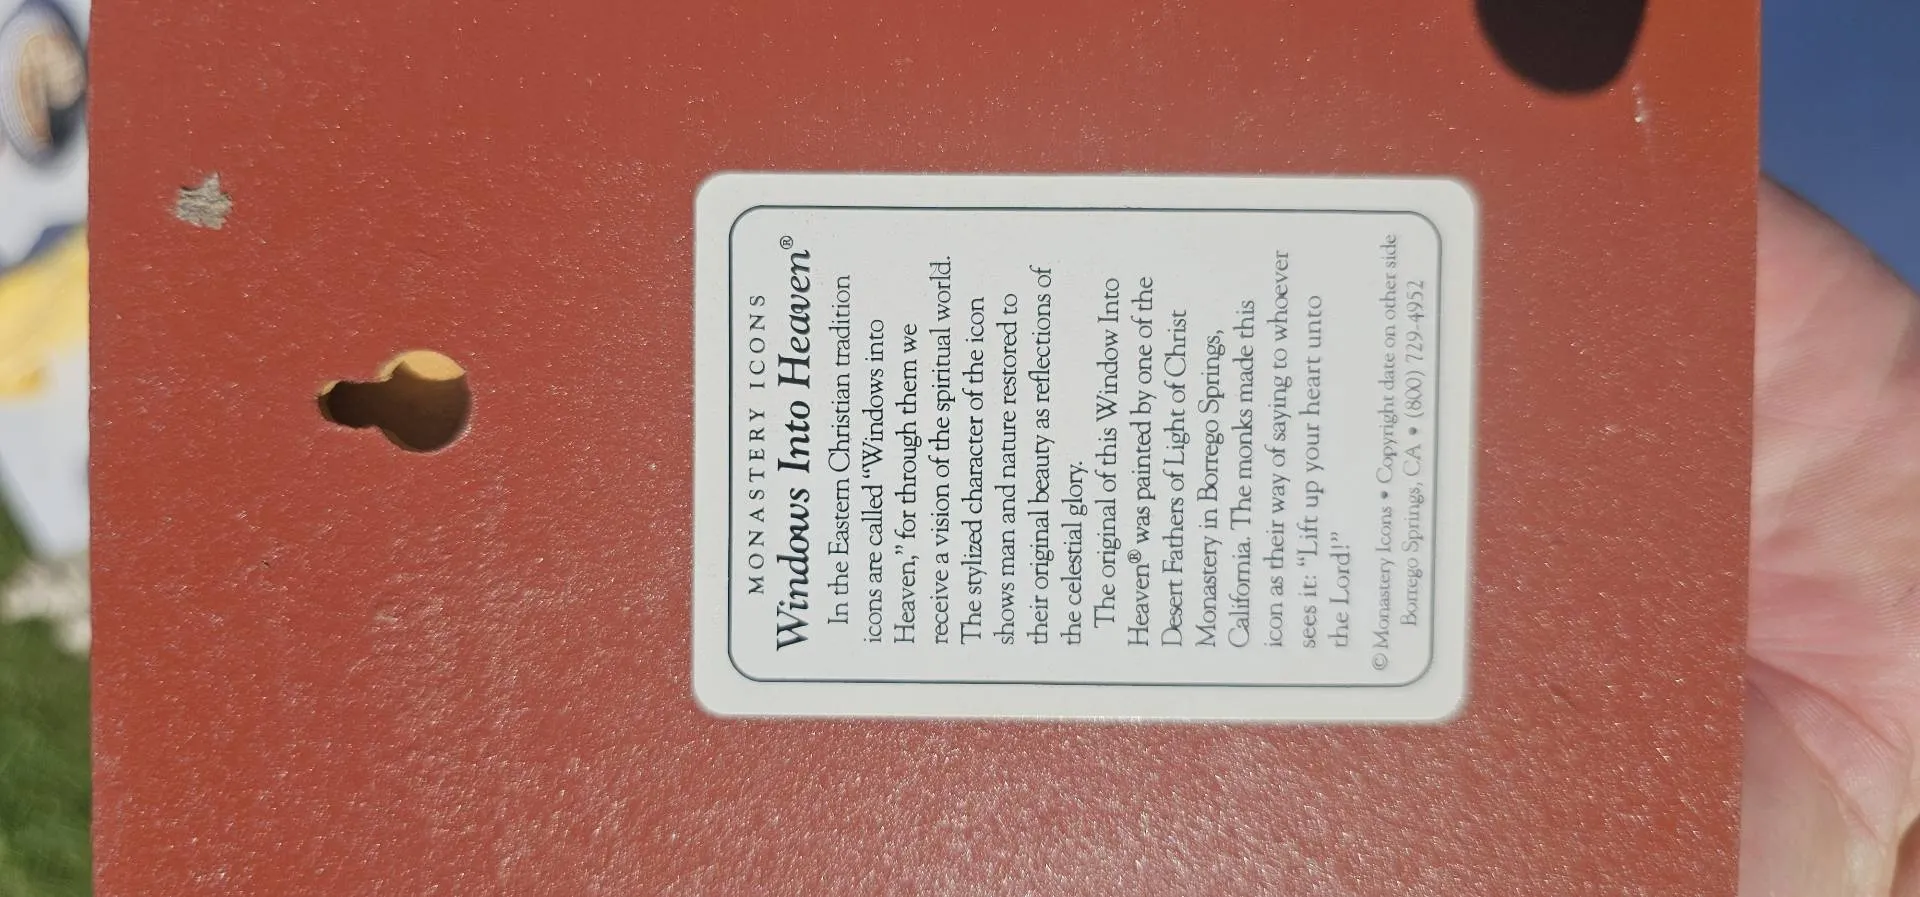 MONASTERY ICONS
Windows Into Heaven®
In the Eastern Christian tradition
icons are called "Windows into
Heaven," for through them we
receive a vision of the spiritual world.
The stylized character of the icon
shows man and nature restored to
their original beauty as reflections of
the celestial glory.
The original of this Window Into
Heaven® was painted by one of the
Desert Fathers of Light of Christ
Monastery in Borrego Springs,
California. The monks made this
icon as their way of saying to whoever
sees it: "Lift up your heart unto
the Lord!"
© Monastery Icons • Copyright date on other side
Borrego Springs, CA • (800) 729-4952